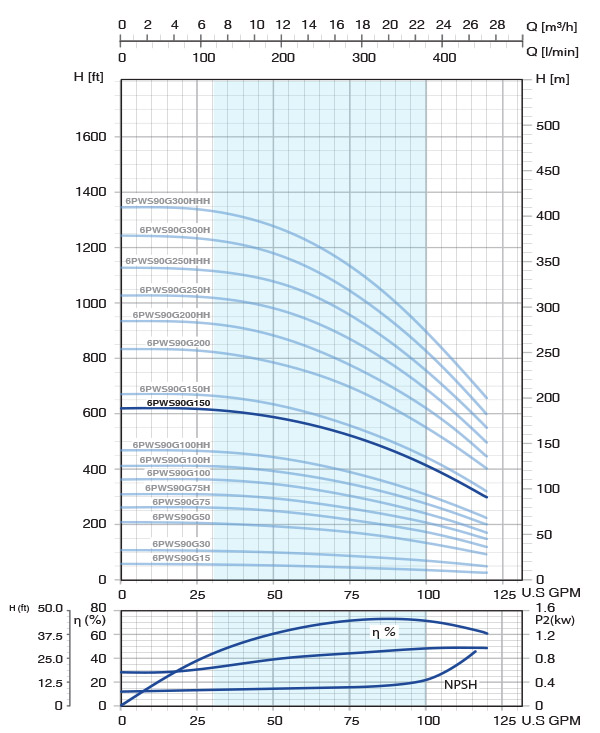 0 2 4 6 8 10 12 14 16 18 20 22 24 26 28 Q [m³/h]
0 100 200 300 400 Q [l/min]
H [ft] H [m]
1600
1400
1200
1000
800
600
400
200
0
500
450
400
350
300
250
200
150
100
50
0
6PWS90G300HHH
6PWS90G300H
6PWS90G250HHH
6PWS90G250H
6PWS90G200HH
6PWS90G200
6PWS90G150H
6PWS90G150
6PWS90G100HH
6PWS90G100H
6PWS90G100
6PWS90G75H
6PWS90G75
6PWS90G50
6PWS90G30
6PWS90G15
0 25 50 75 100 125 U.S GPM
H (ft) 50.0 80 1.6
η (%) P2(kw)
37.5 60 1.2
η %
25.0 40 0.8
12.5 20 0.4
NPSH
0 0 0
0 25 50 75 100 125 U.S GPM